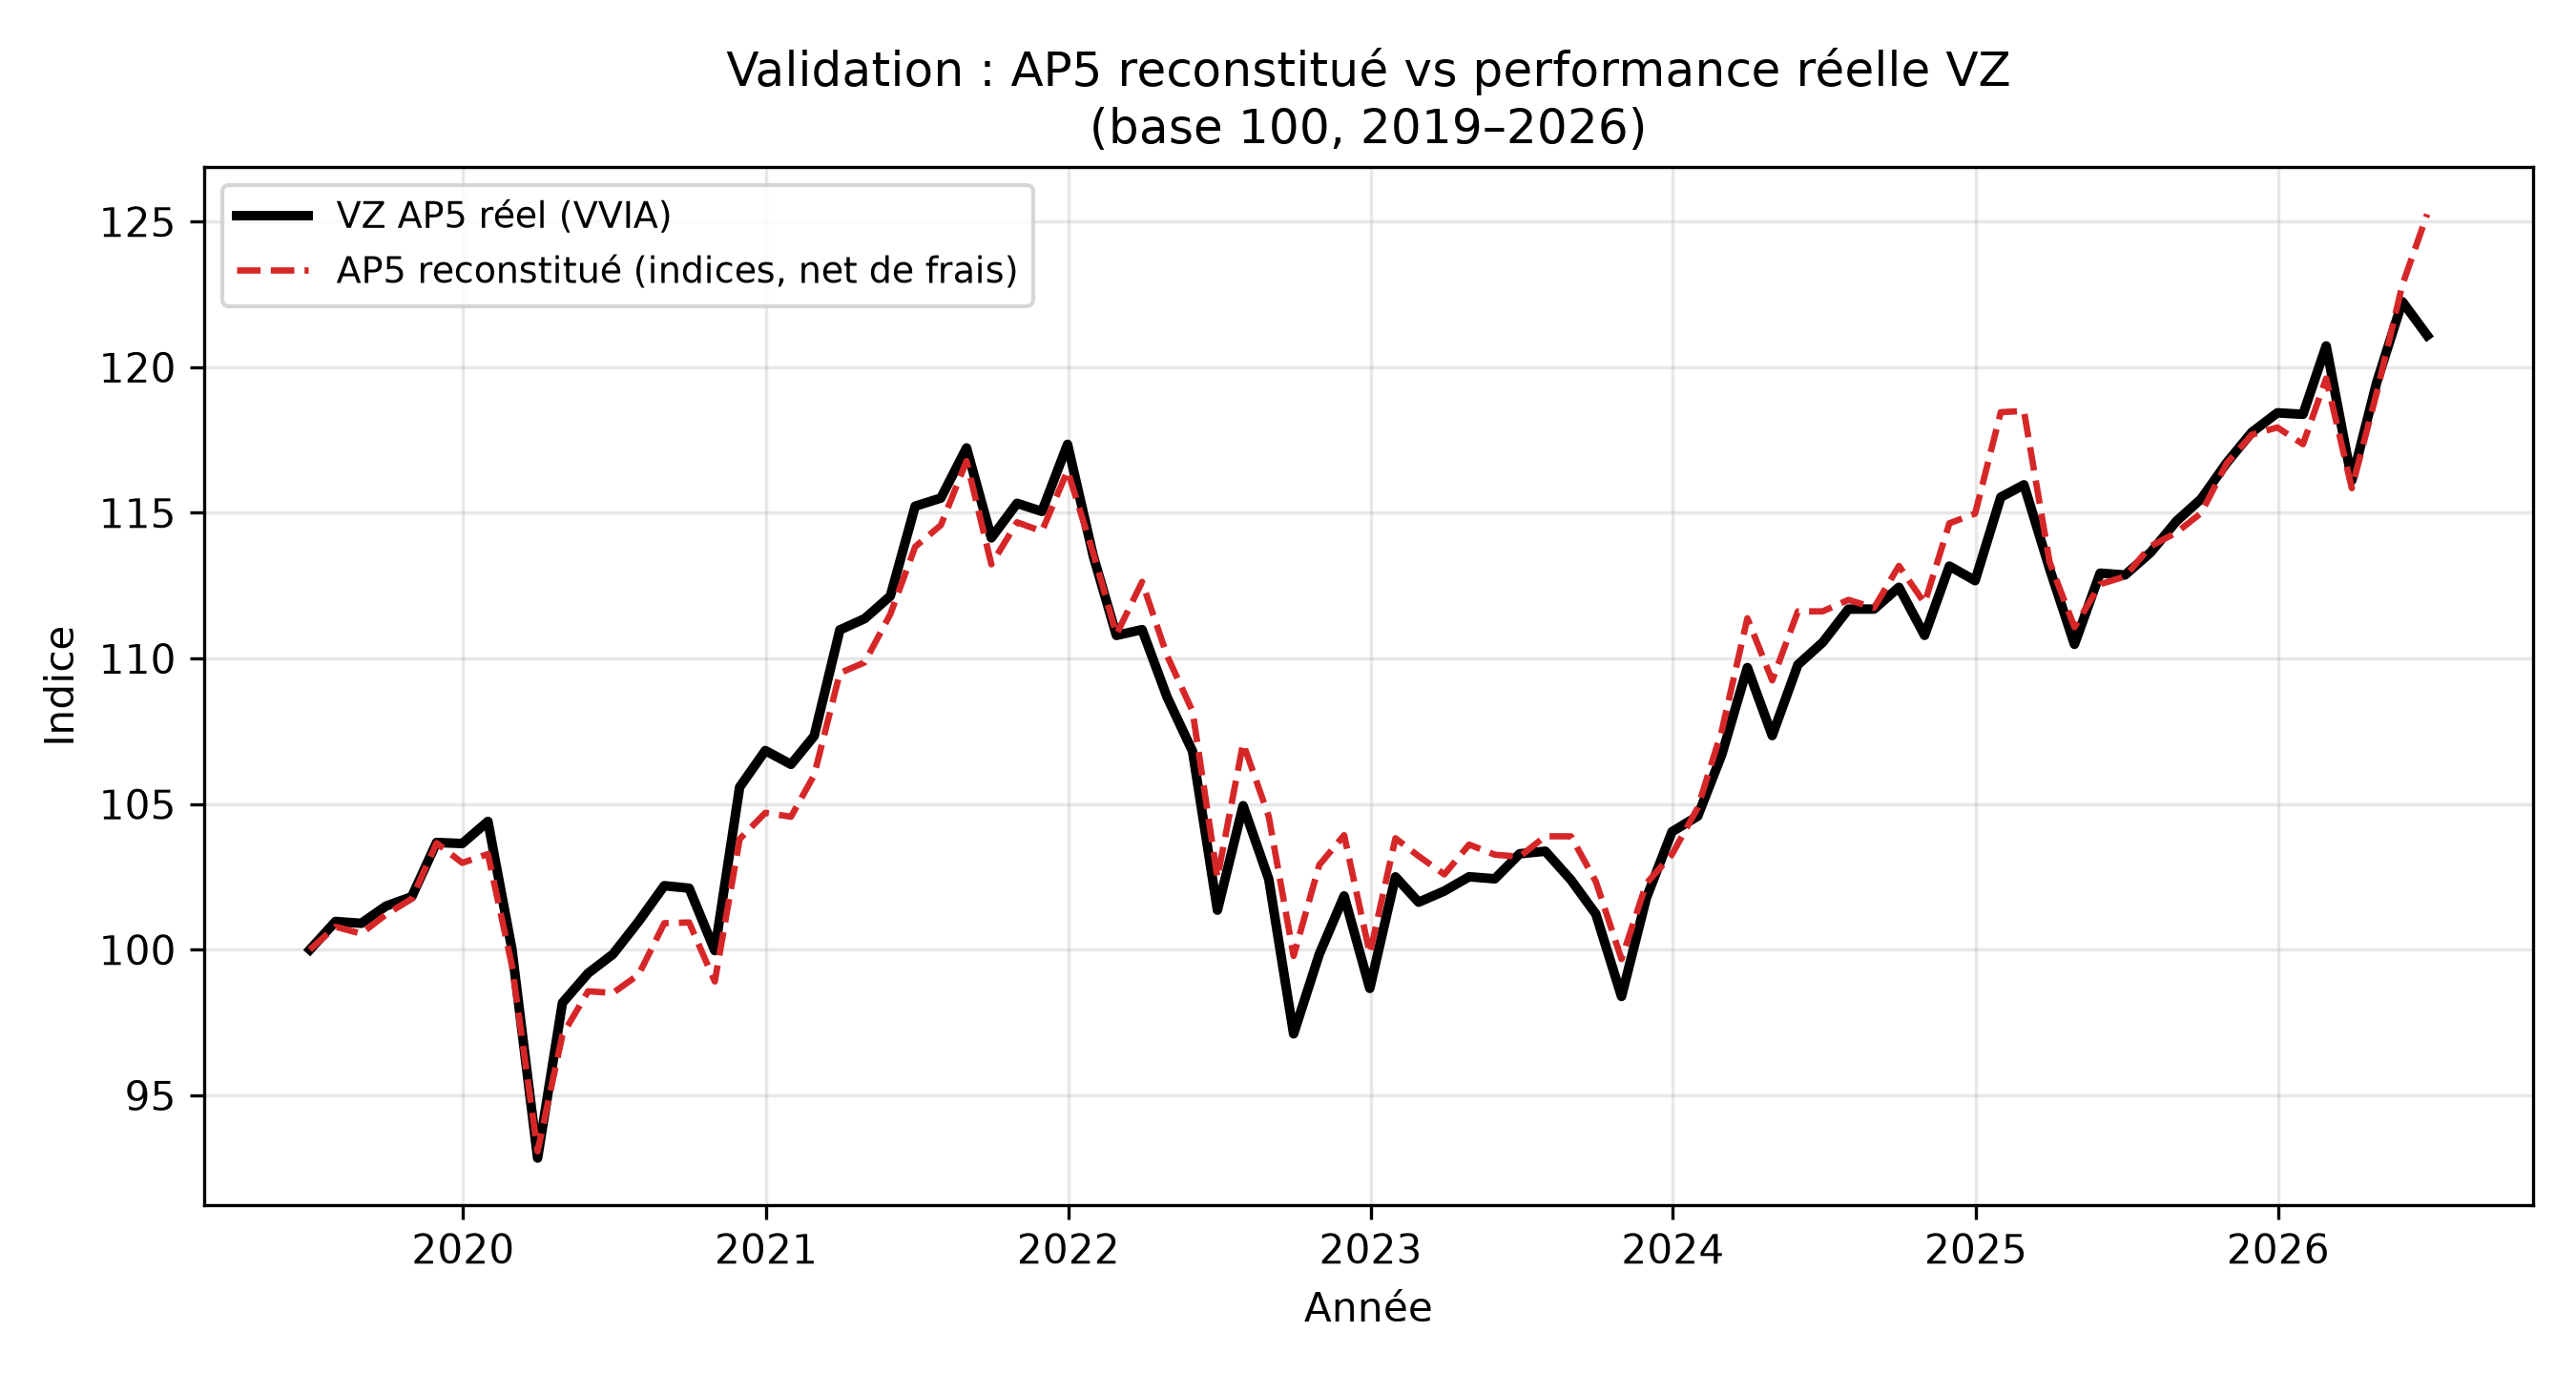 Validation : AP5 reconstitué vs performance réelle VZ
(base 100, 2019–2026)
VZ AP5 réel (VVIA)
AP5 reconstitué (indices, net de frais)
125
120
115
110
105
100
95
Indice
2020 2021 2022 2023 2024 2025 2026
Année